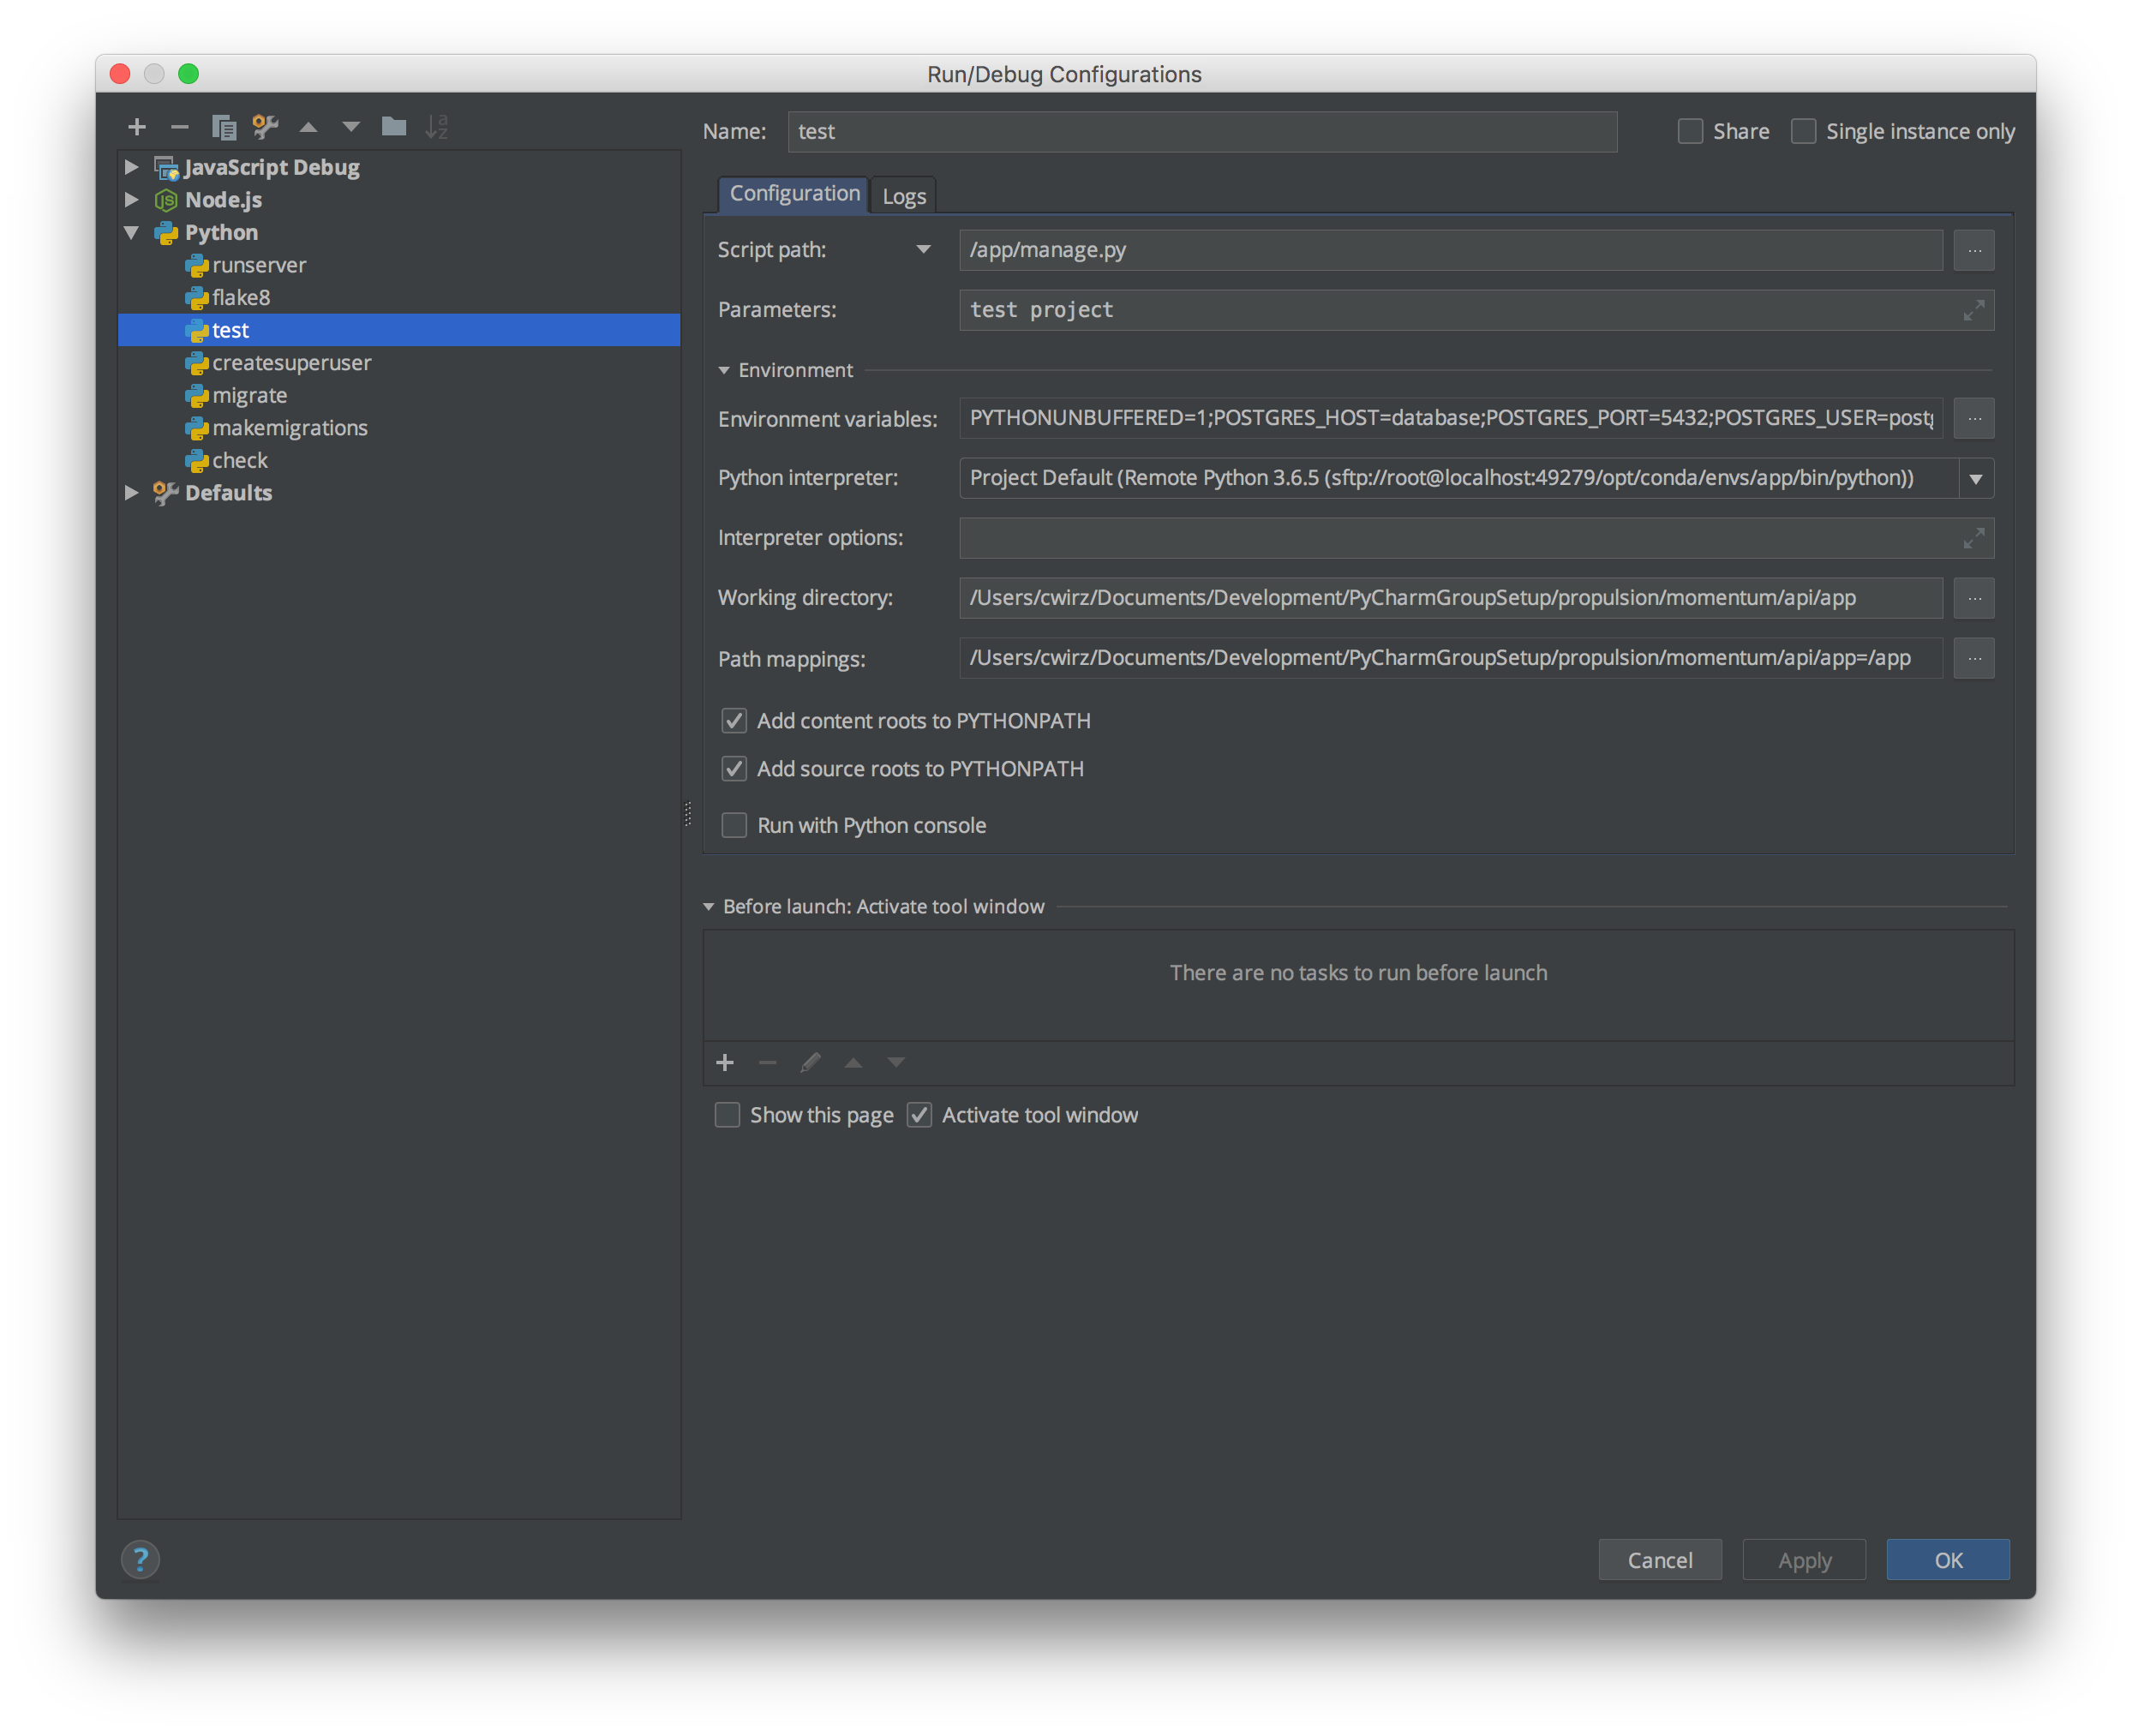 Run/Debug Configurations
JavaScript Debug
Node.js
Python
runserver
flake8
test
createsuperuser
migrate
makemigrations
check
Defaults
Name: test
Share Single instance only
Configuration Logs
Script path: /app/manage.py
Parameters: test project
Environment
Environment variables: PYTHONUNBUFFERED=1;POSTGRES_HOST=database;POSTGRES_PORT=5432;POSTGRES_USER=postg
Python interpreter: Project Default (Remote Python 3.6.5 (sftp://root@localhost:49279/opt/conda/envs/app/bin/python))
Interpreter options:
Working directory: /Users/cwirz/Documents/Development/PyCharmGroupSetup/propulsion/momentum/api/app
Path mappings: /Users/cwirz/Documents/Development/PyCharmGroupSetup/propulsion/momentum/api/app=/app
Add content roots to PYTHONPATH
Add source roots to PYTHONPATH
Run with Python console
Before launch: Activate tool window
There are no tasks to run before launch
Show this page Activate tool window
? Cancel Apply OK